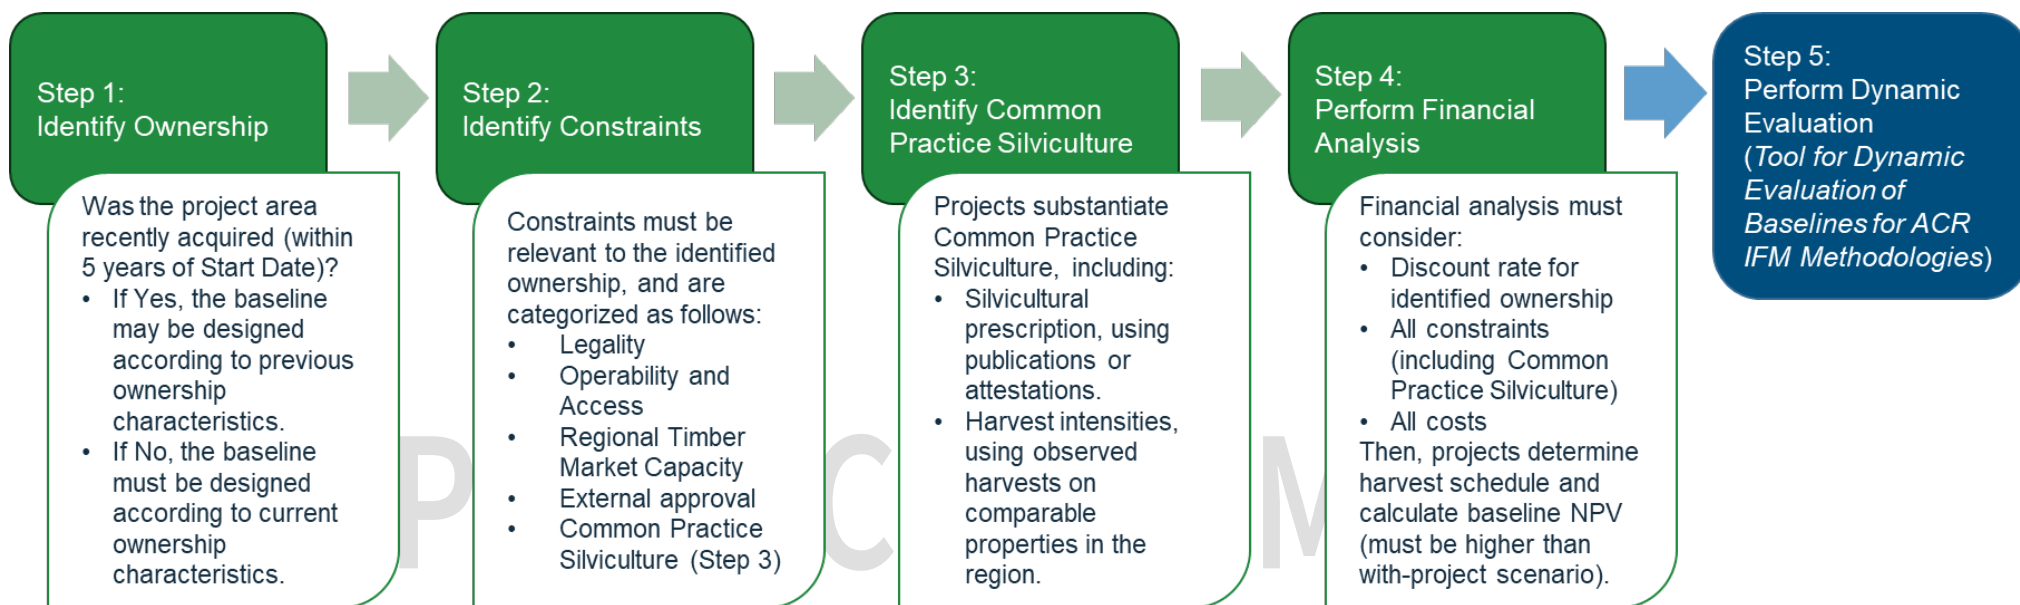 Step 1:
Identify Ownership
Was the project area
recently acquired (within
5 years of Start Date)?
• If Yes, the baseline
may be designed
according to previous
ownership
characteristics.
• If No, the baseline
must be designed
according to current
ownership
characteristics.
Step 2:
Identify Constraints
Constraints must be
relevant to the identified
ownership, and are
categorized as follows:
• Legality
• Operability and
Access
• Regional Timber
Market Capacity
• External approval
• Common Practice
Silviculture (Step 3)
Step 3:
Identify Common
Practice Silviculture
Projects substantiate
Common Practice
Silviculture, including:
• Silvicultural
prescription, using
publications or
attestations.
• Harvest intensities,
using observed
harvests on
comparable
properties in the
region.
Step 4:
Perform Financial
Analysis
Financial analysis must
consider:
• Discount rate for
identified ownership
• All constraints
(including Common
Practice Silviculture)
• All costs
Then, projects determine
harvest schedule and
calculate baseline NPV
(must be higher than
with-project scenario).
Step 5:
Perform Dynamic
Evaluation
(Tool for Dynamic
Evaluation of
Baselines for ACR
IFM Methodologies)